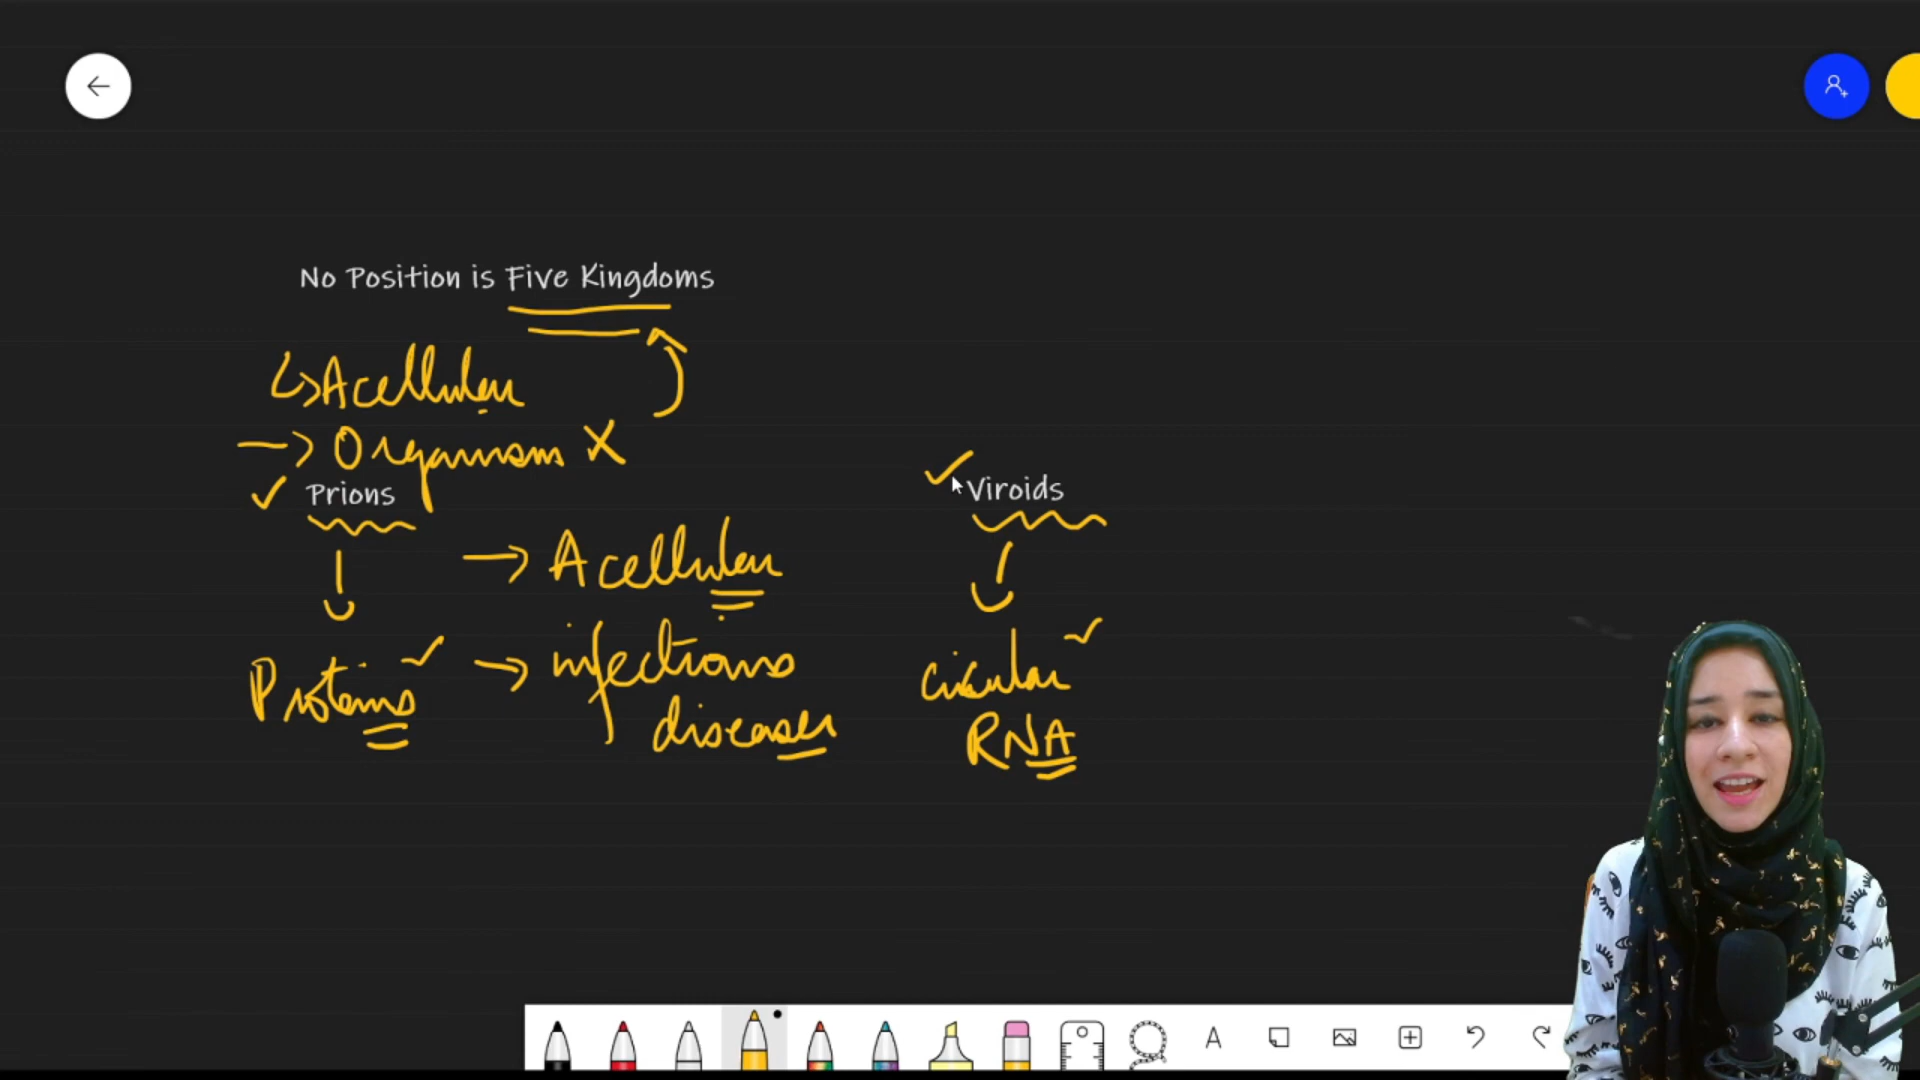 No Position is Five Kingdoms
↳ Acellular
→ Organism X
✓ Prions
✓ Viroids
→ Acellular
Proteins ✓
→ infectious
diseases
circular ✓
RNA
A